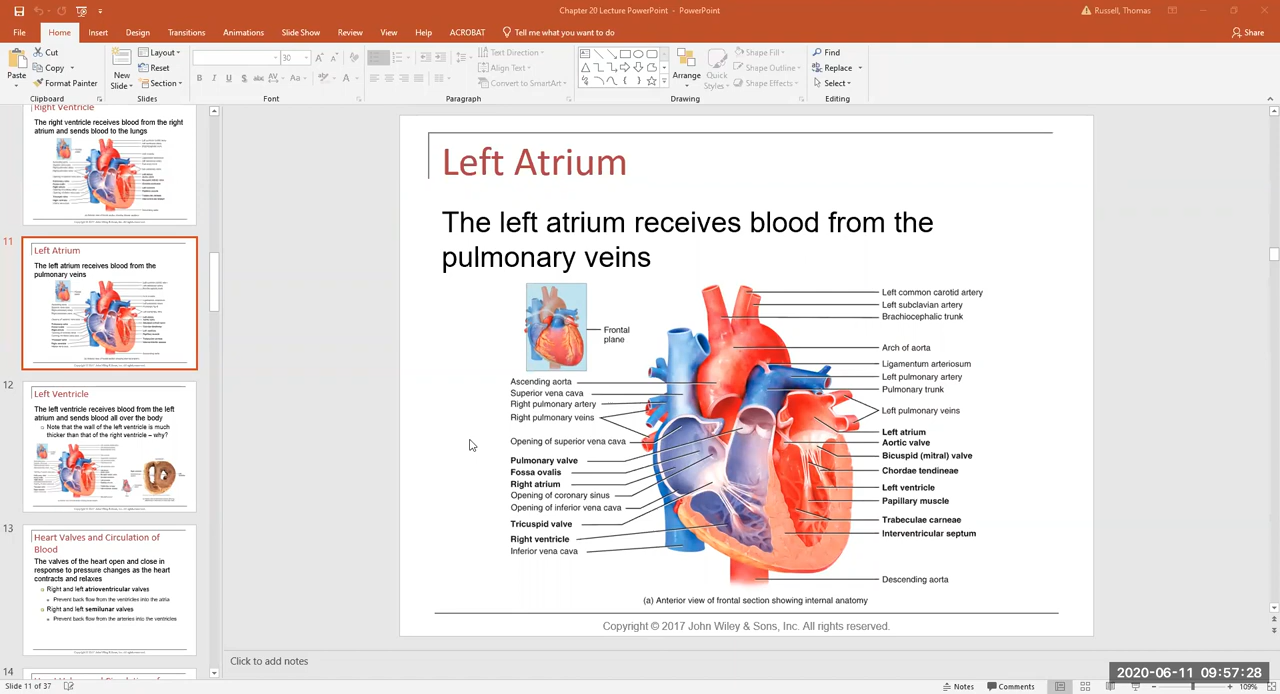 Chapter 20 Lecture PowerPoint - PowerPoint
Russell, Thomas
File Home Insert Design Transitions Animations Slide Show Review View Help ACROBAT Tell me what you want to do
Share
Paste
Cut
Copy
Format Painter
Clipboard
New
Slide
Layout
Reset
Section
Slides
30
B I U S abc AV Aa A
Font
Text Direction
Align Text
Convert to SmartArt
Paragraph
Arrange
Quick
Styles
Shape Fill
Shape Outline
Shape Effects
Drawing
Find
Replace
Select
Editing
Right Ventricle
The right ventricle receives blood from the right
atrium and sends blood to the lungs
11
Left Atrium
The left atrium receives blood from the
pulmonary veins
12
Left Ventricle
The left ventricle receives blood from the left
atrium and sends blood all over the body
Note that the wall of the left ventricle is much
thicker than that of the right ventricle – why?
13
Heart Valves and Circulation of
Blood
The valves of the heart open and close in
response to pressure changes as the heart
contracts and relaxes
Right and left atrioventricular valves
Prevent back flow from the ventricles into the atria
Right and left semilunar valves
Prevent back flow from the arteries into the ventricles
14
Left Atrium
The left atrium receives blood from the
pulmonary veins
Frontal
plane
Ascending aorta
Superior vena cava
Right pulmonary artery
Right pulmonary veins
Opening of superior vena cava
Pulmonary valve
Fossa ovalis
Right atrium
Opening of coronary sinus
Opening of inferior vena cava
Tricuspid valve
Right ventricle
Inferior vena cava
Left common carotid artery
Left subclavian artery
Brachiocephalic trunk
Arch of aorta
Ligamentum arteriosum
Left pulmonary artery
Pulmonary trunk
Left pulmonary veins
Left atrium
Aortic valve
Bicuspid (mitral) valve
Chordae tendineae
Left ventricle
Papillary muscle
Trabeculae carneae
Interventricular septum
Descending aorta
(a) Anterior view of frontal section showing internal anatomy
Copyright © 2017 John Wiley & Sons, Inc. All rights reserved.
Click to add notes
2020-06-11 09:57:28
Slide 11 of 37
Notes Comments
109%